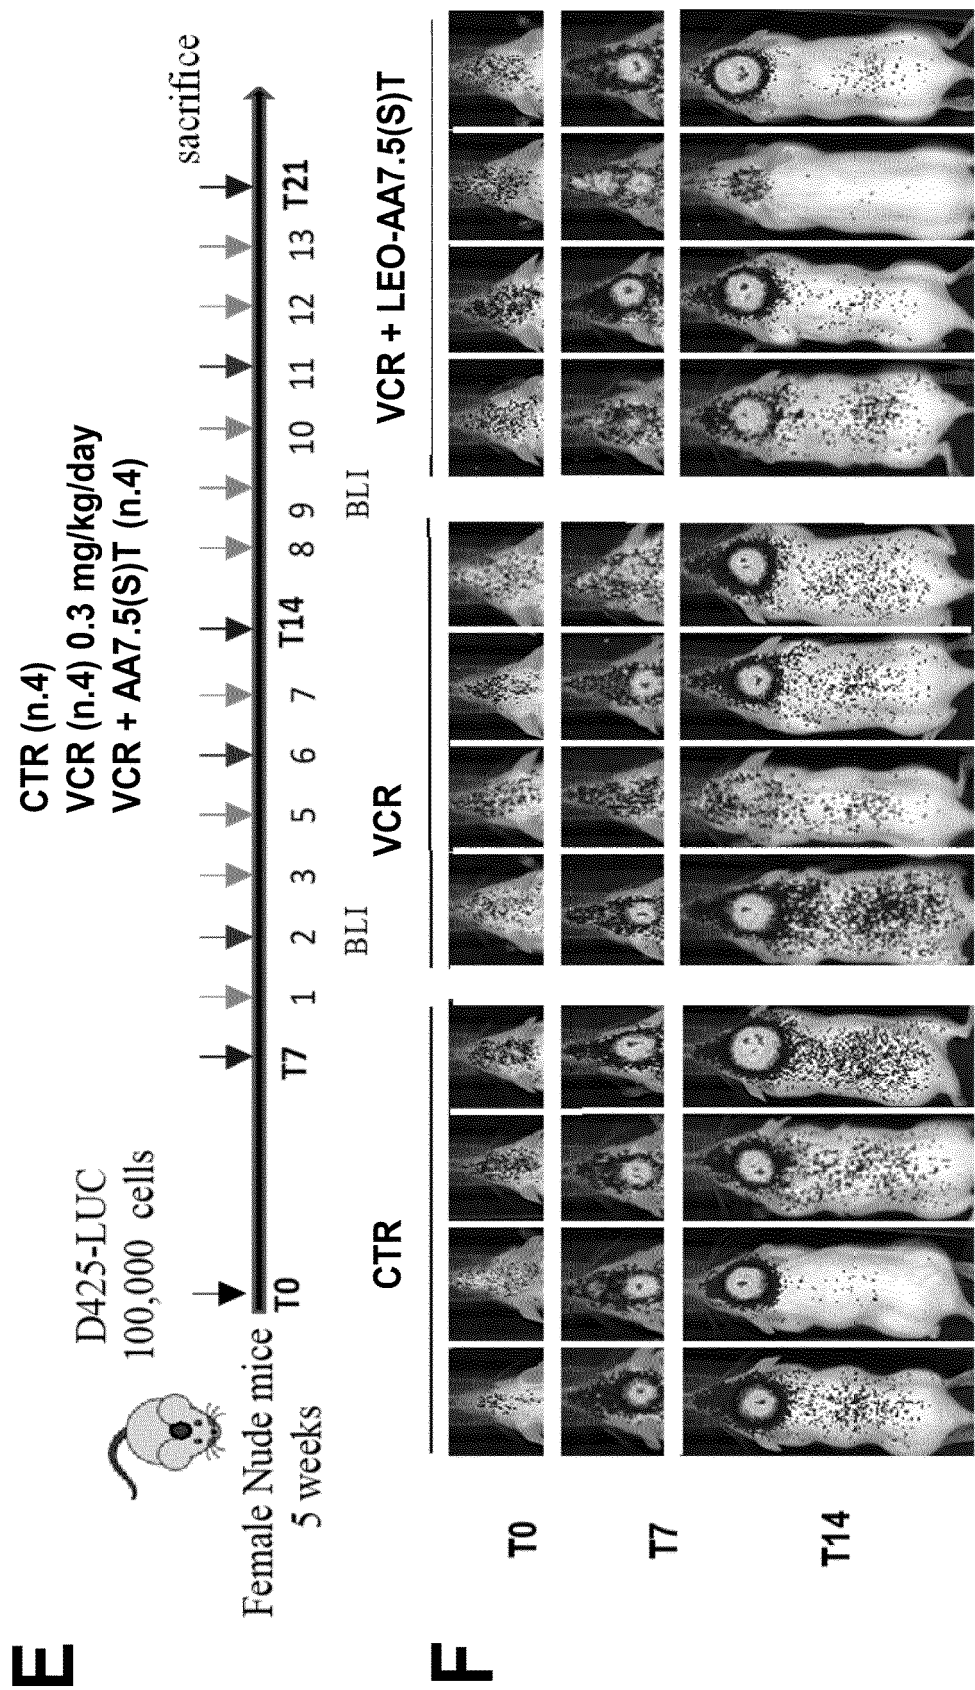 E
CTR (n.4)
VCR (n.4) 0.3 mg/kg/day
VCR + AA7.5(S)T (n.4)
D425-LUC
100,000 cells
sacrifice
Female Nude mice
5 weeks
T0 T7 1 2 3 5 6 7 T14 8 9 10 11 12 13 T21
BLI BLI
F
CTR VCR VCR + LEO-AA7.5(S)T
T0
T7
T14